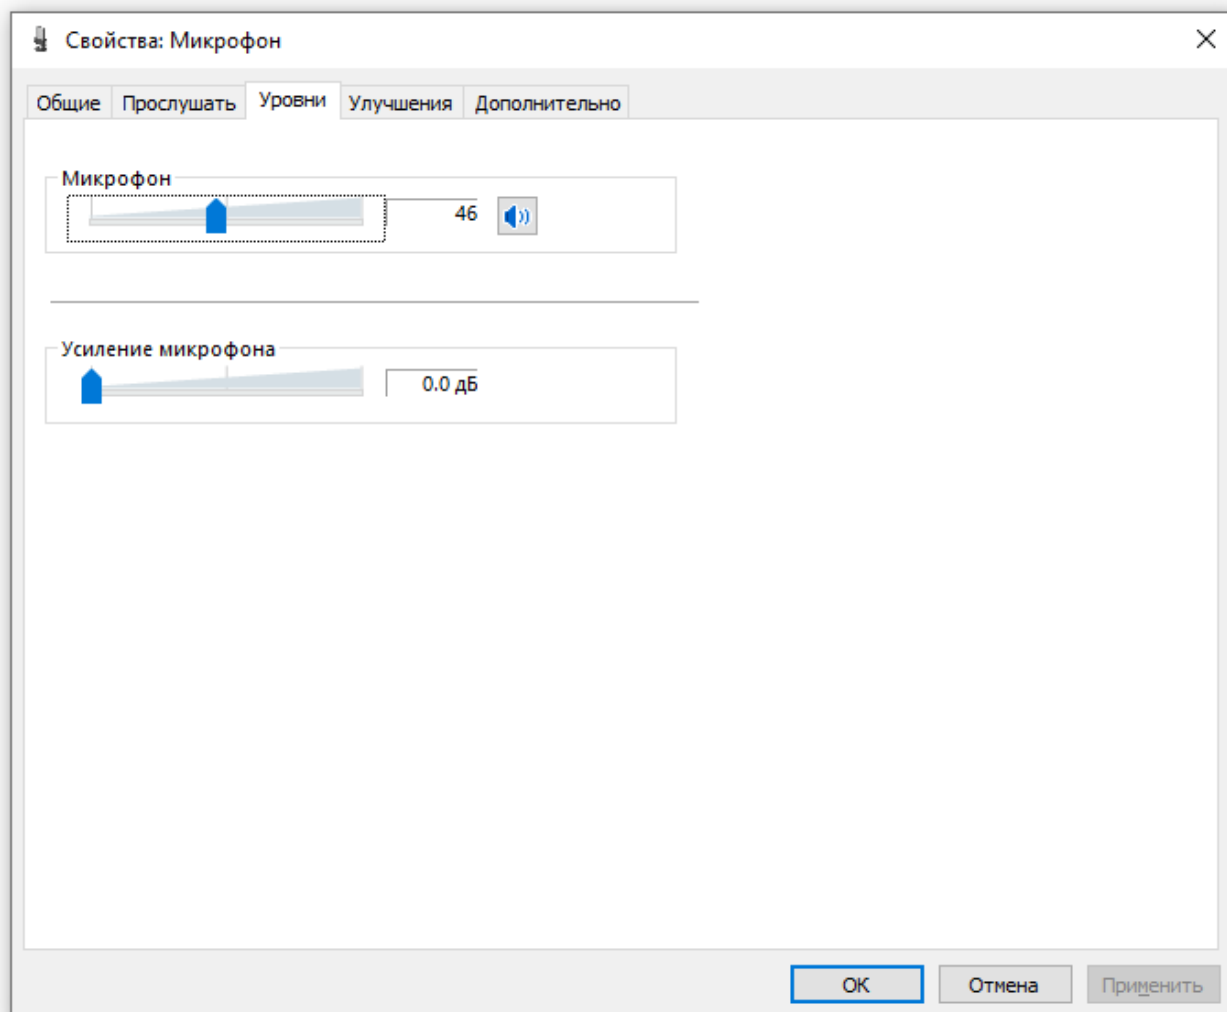 Свойства: Микрофон
Общие Прослушать Уровни Улучшения Дополнительно
Микрофон
46
Усиление микрофона
0.0 дБ
ОК Отмена Применить